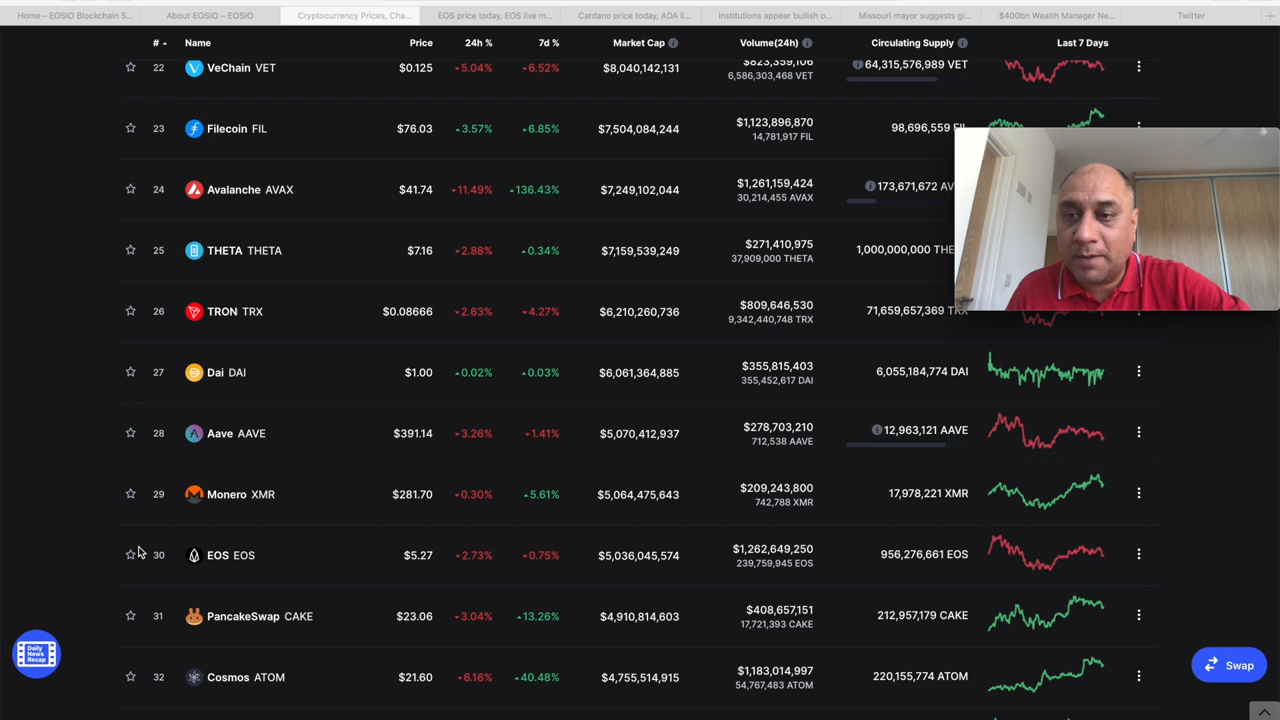 Home – EOSIO Blockchain S...
About EOSIO – EOSIO
Cryptocurrency Prices, Cha...
EOS price today, EOS live m...
Cardano price today, ADA li...
Institutions appear bullish o...
Missouri mayor suggests gi...
$400bn Wealth Manager Ne...
Twitter
# Name Price 24h % 7d % Market Cap Volume(24h) Circulating Supply Last 7 Days
22 VeChain VET $0.125 5.04% 6.52% $8,040,142,131 $823,359,106 64,315,576,989 VET
6,586,303,468 VET
23 Filecoin FIL $76.03 3.57% 6.85% $7,504,084,244 $1,123,896,870 98,696,559
14,781,917 FIL
24 Avalanche AVAX $41.74 11.49% 136.43% $7,249,102,044 $1,261,159,424 173,671,672
30,214,455 AVAX
25 THETA THETA $7.16 2.88% 0.34% $7,159,539,249 $271,410,975 1,000,000,000
37,909,000 THETA
26 TRON TRX $0.08666 2.63% 4.27% $6,210,260,736 $809,646,530 71,659,657,369 TRX
9,342,440,748 TRX
27 Dai DAI $1.00 0.02% 0.03% $6,061,364,885 $355,815,403 6,055,184,774 DAI
355,452,617 DAI
28 Aave AAVE $391.14 3.26% 1.41% $5,070,412,937 $278,703,210 12,963,121 AAVE
712,538 AAVE
29 Monero XMR $281.70 0.30% 5.61% $5,064,475,643 $209,243,800 17,978,221 XMR
742,788 XMR
30 EOS EOS $5.27 2.73% 0.75% $5,036,045,574 $1,262,649,250 956,276,661 EOS
239,759,945 EOS
31 PancakeSwap CAKE $23.06 3.04% 13.26% $4,910,814,603 $408,657,151 212,957,179 CAKE
17,721,393 CAKE
32 Cosmos ATOM $21.60 6.16% 40.48% $4,755,514,915 $1,183,014,997 220,155,774 ATOM
54,767,483 ATOM
Daily
News
Recap
Swap